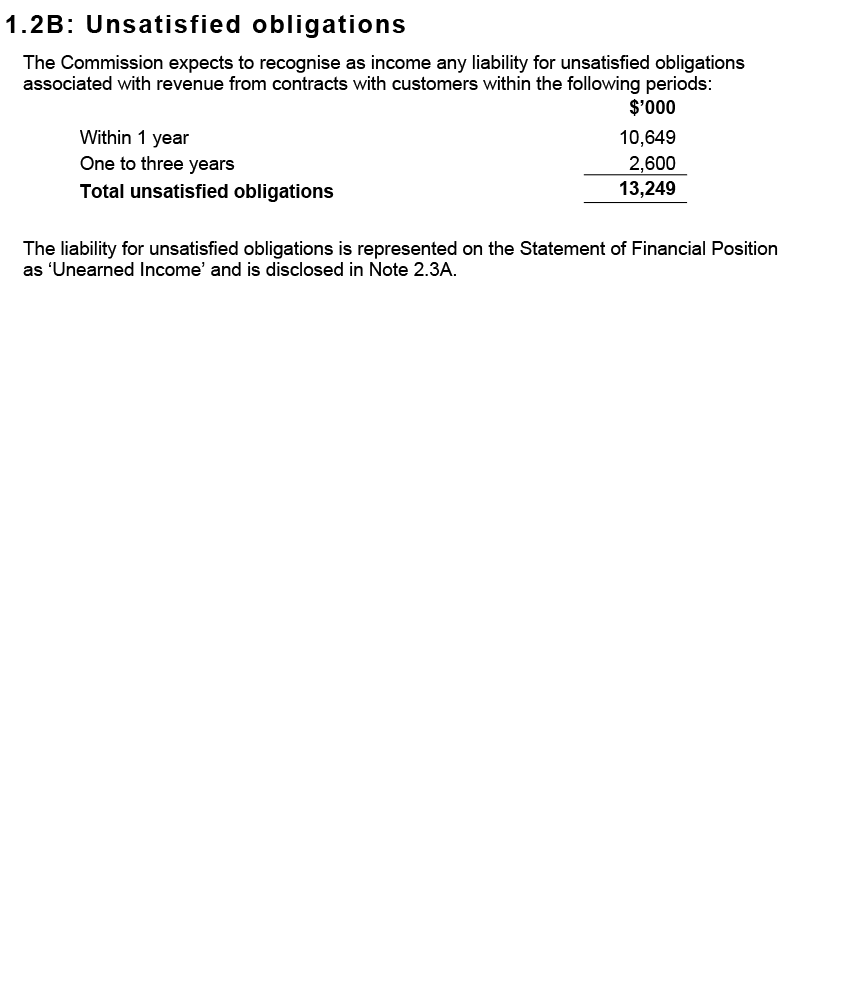 1.2B: Unsatisfied obligations
The Commission expects to recognise as income any liability for unsatisfied obligations
associated with revenue from contracts with customers within the following periods:
$’000
Within 1 year 10,649
One to three years 2,600
Total unsatisfied obligations 13,249
The liability for unsatisfied obligations is represented on the Statement of Financial Position
as ‘Unearned Income’ and is disclosed in Note 2.3A.